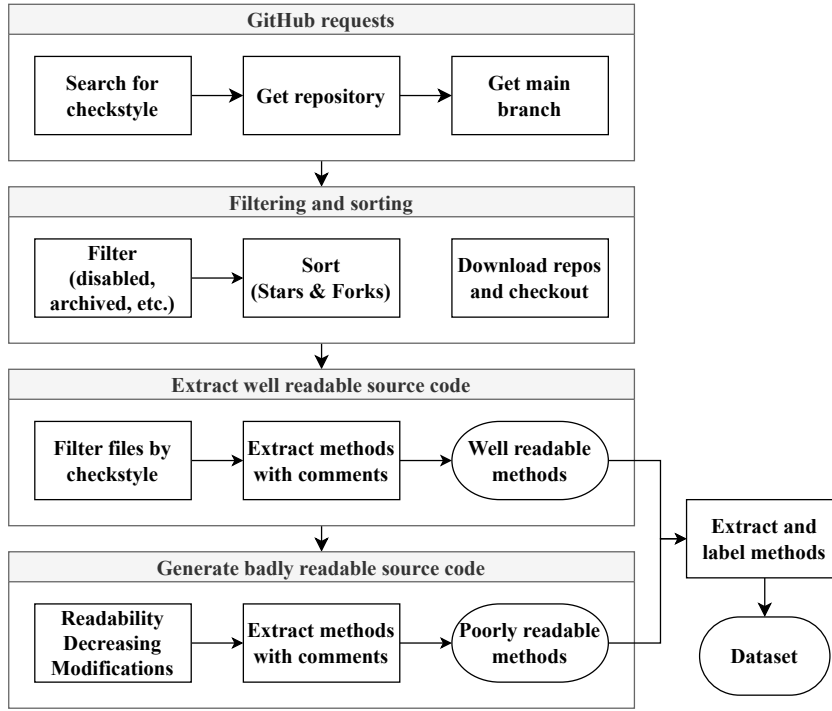 GitHub requests
Search for
checkstyle
Get repository
Get main
branch
Filtering and sorting
Filter
(disabled,
archived, etc.)
Sort
(Stars & Forks)
Download repos
and checkout
Extract well readable source code
Filter files by
checkstyle
Extract methods
with comments
Well readable
methods
Generate badly readable source code
Readability
Decreasing
Modifications
Extract methods
with comments
Poorly readable
methods
Extract and
label methods
Dataset